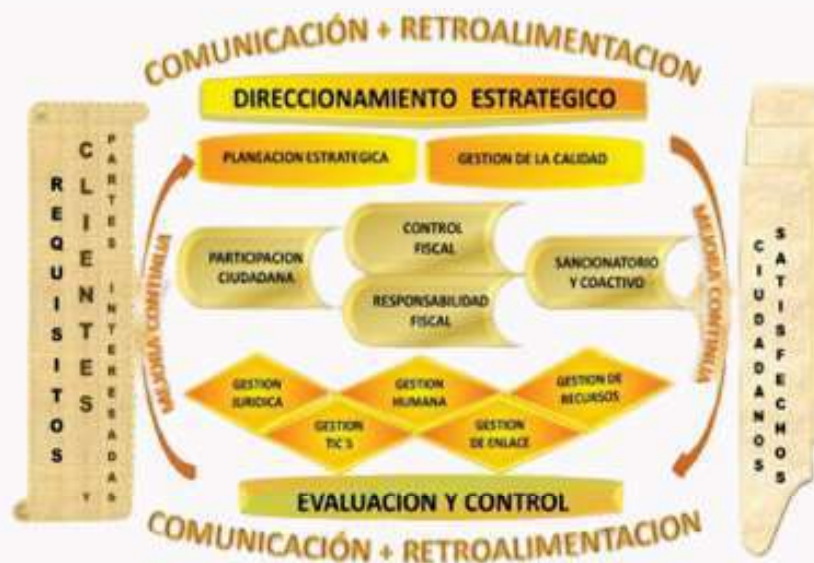 COMUNICACIÓN + RETROALIMENTACION
DIRECCIONAMIENTO ESTRATEGICO
PLANEACION ESTRATEGICA
GESTION DE LA CALIDAD
REQUISITOS
CLIENTES Y
PARTES INTERESADAS
MEJORA CONTINUA
PARTICIPACION
CIUDADANA
CONTROL
FISCAL
RESPONSABILIDAD
FISCAL
SANCIONATORIO
Y COACTIVO
MEJORA CONTINUA
CIUDADANOS
SATISFECHOS
GESTION
JURIDICA
GESTION
HUMANA
GESTION DE
RECURSOS
GESTION
TIC S
GESTION
DE ENLACE
EVALUACION Y CONTROL
COMUNICACIÓN + RETROALIMENTACION